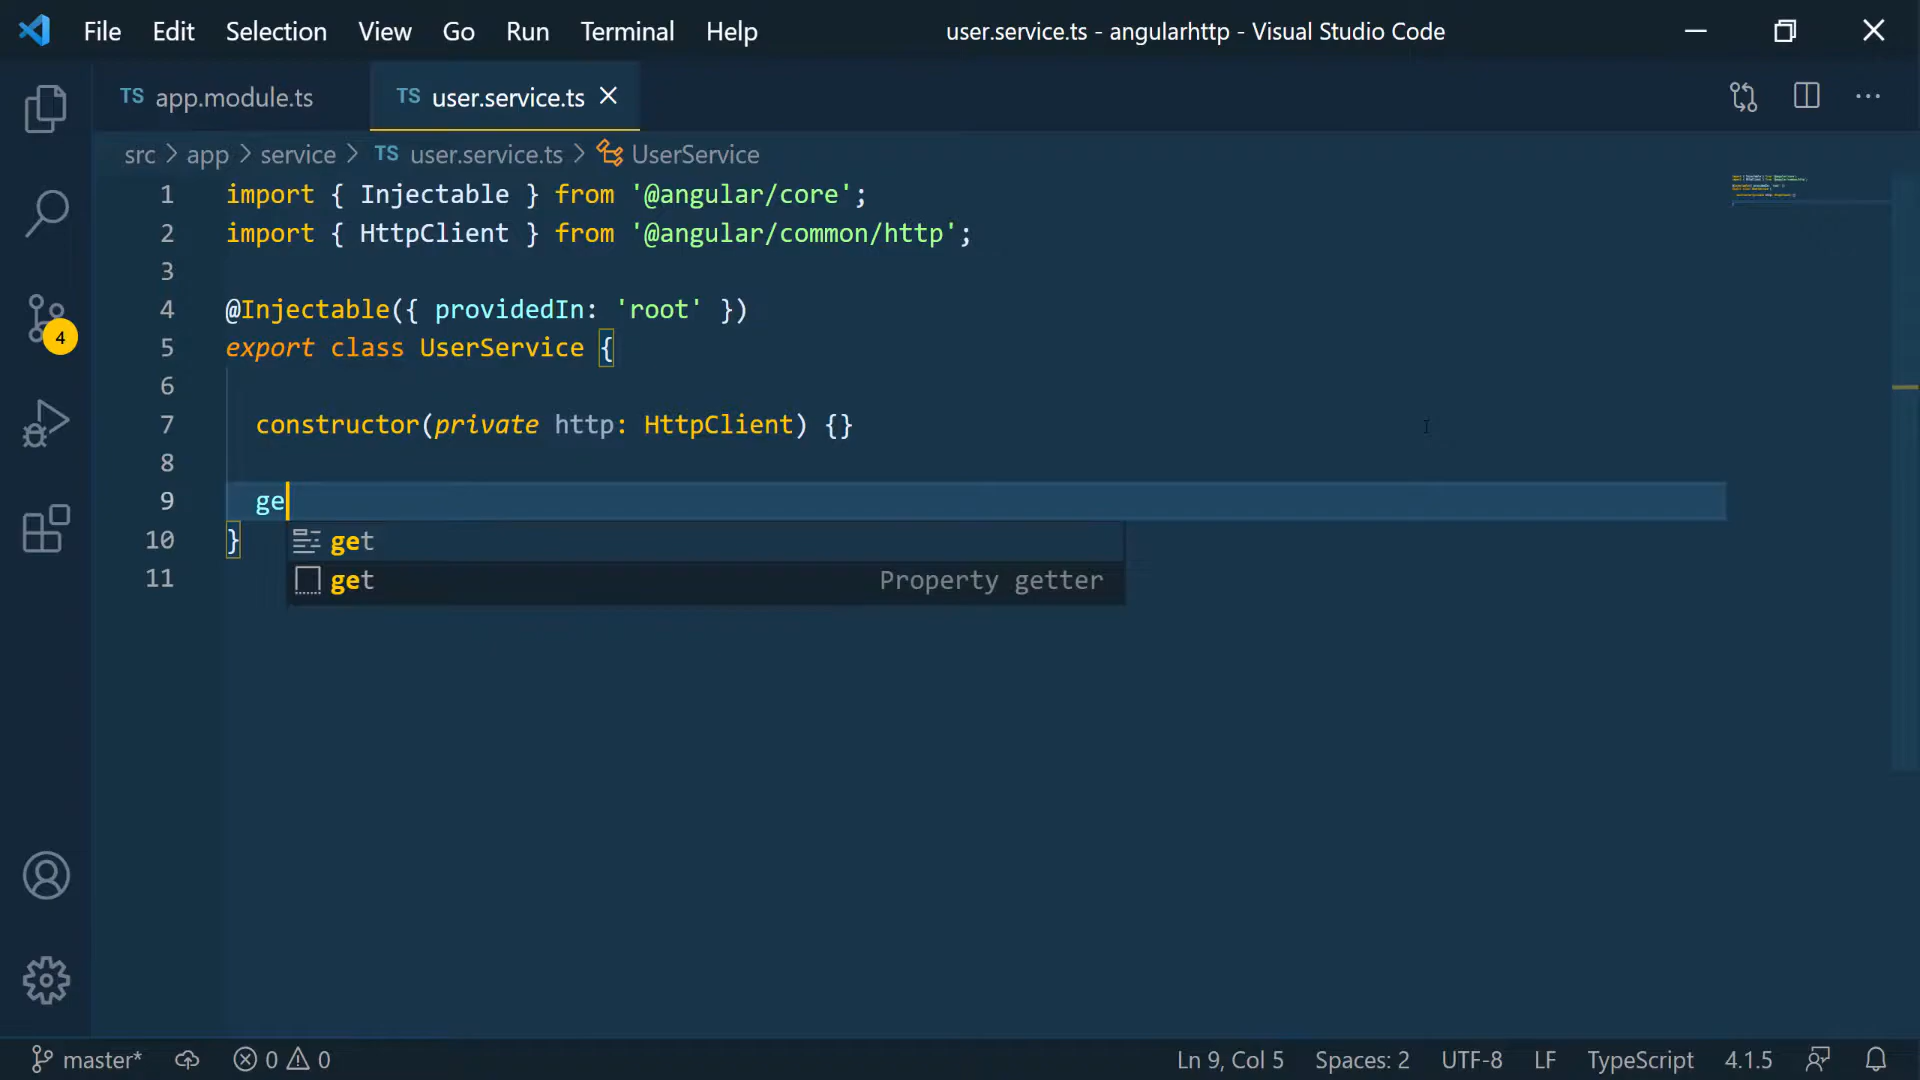 File Edit Selection View Go Run Terminal Help user.service.ts - angularhttp - Visual Studio Code
TS app.module.ts TS user.service.ts
src > app > service > TS user.service.ts > UserService
1 import { Injectable } from '@angular/core';
2 import { HttpClient } from '@angular/common/http';
3
4 @Injectable({ providedIn: 'root' })
5 export class UserService {
6
7 constructor(private http: HttpClient) {}
8
9 ge
10 }
get
11
get Property getter
4
master* 0 0 Ln 9, Col 5 Spaces: 2 UTF-8 LF TypeScript 4.1.5